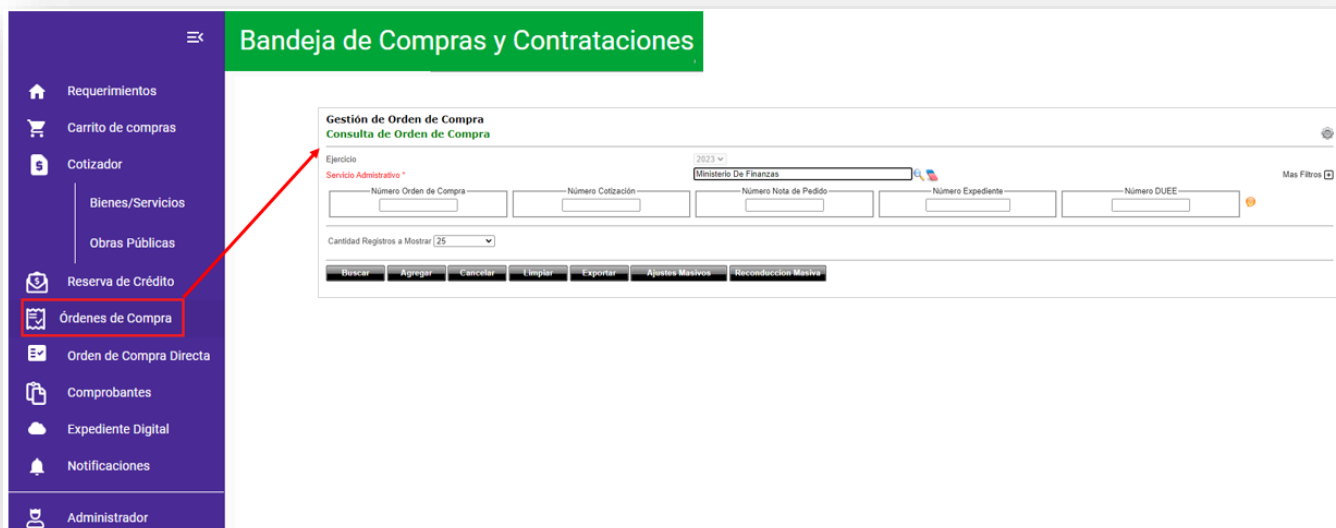 Bandeja de Compras y Contrataciones
Requerimientos
Carrito de compras
Cotizador
Bienes/Servicios
Obras Públicas
Reserva de Crédito
Órdenes de Compra
Orden de Compra Directa
Comprobantes
Expediente Digital
Notificaciones
Administrador
Gestión de Orden de Compra
Consulta de Orden de Compra
Ejercicio 2023
Servicio Admistrativo * Ministerio De Finanzas
Mas Filtros
Número Orden de Compra Número Cotización Número Nota de Pedido Número Expediente Número DUEE
Cantidad Registros a Mostrar 25
Buscar Agregar Cancelar Limpiar Exportar Ajustes Masivos Reconduccion Masiva